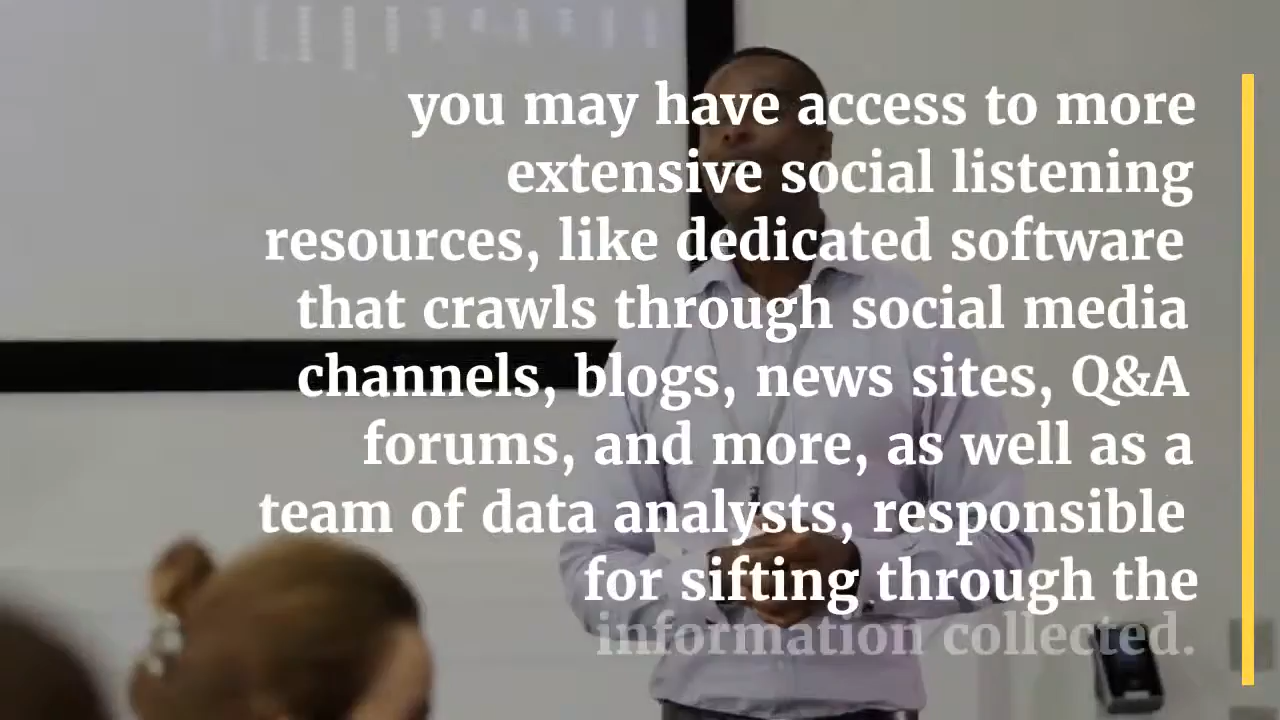 you may have access to more
extensive social listening
resources, like dedicated software
that crawls through social media
channels, blogs, news sites, Q&A
forums, and more, as well as a
team of data analysts, responsible
for sifting through the
information collected.